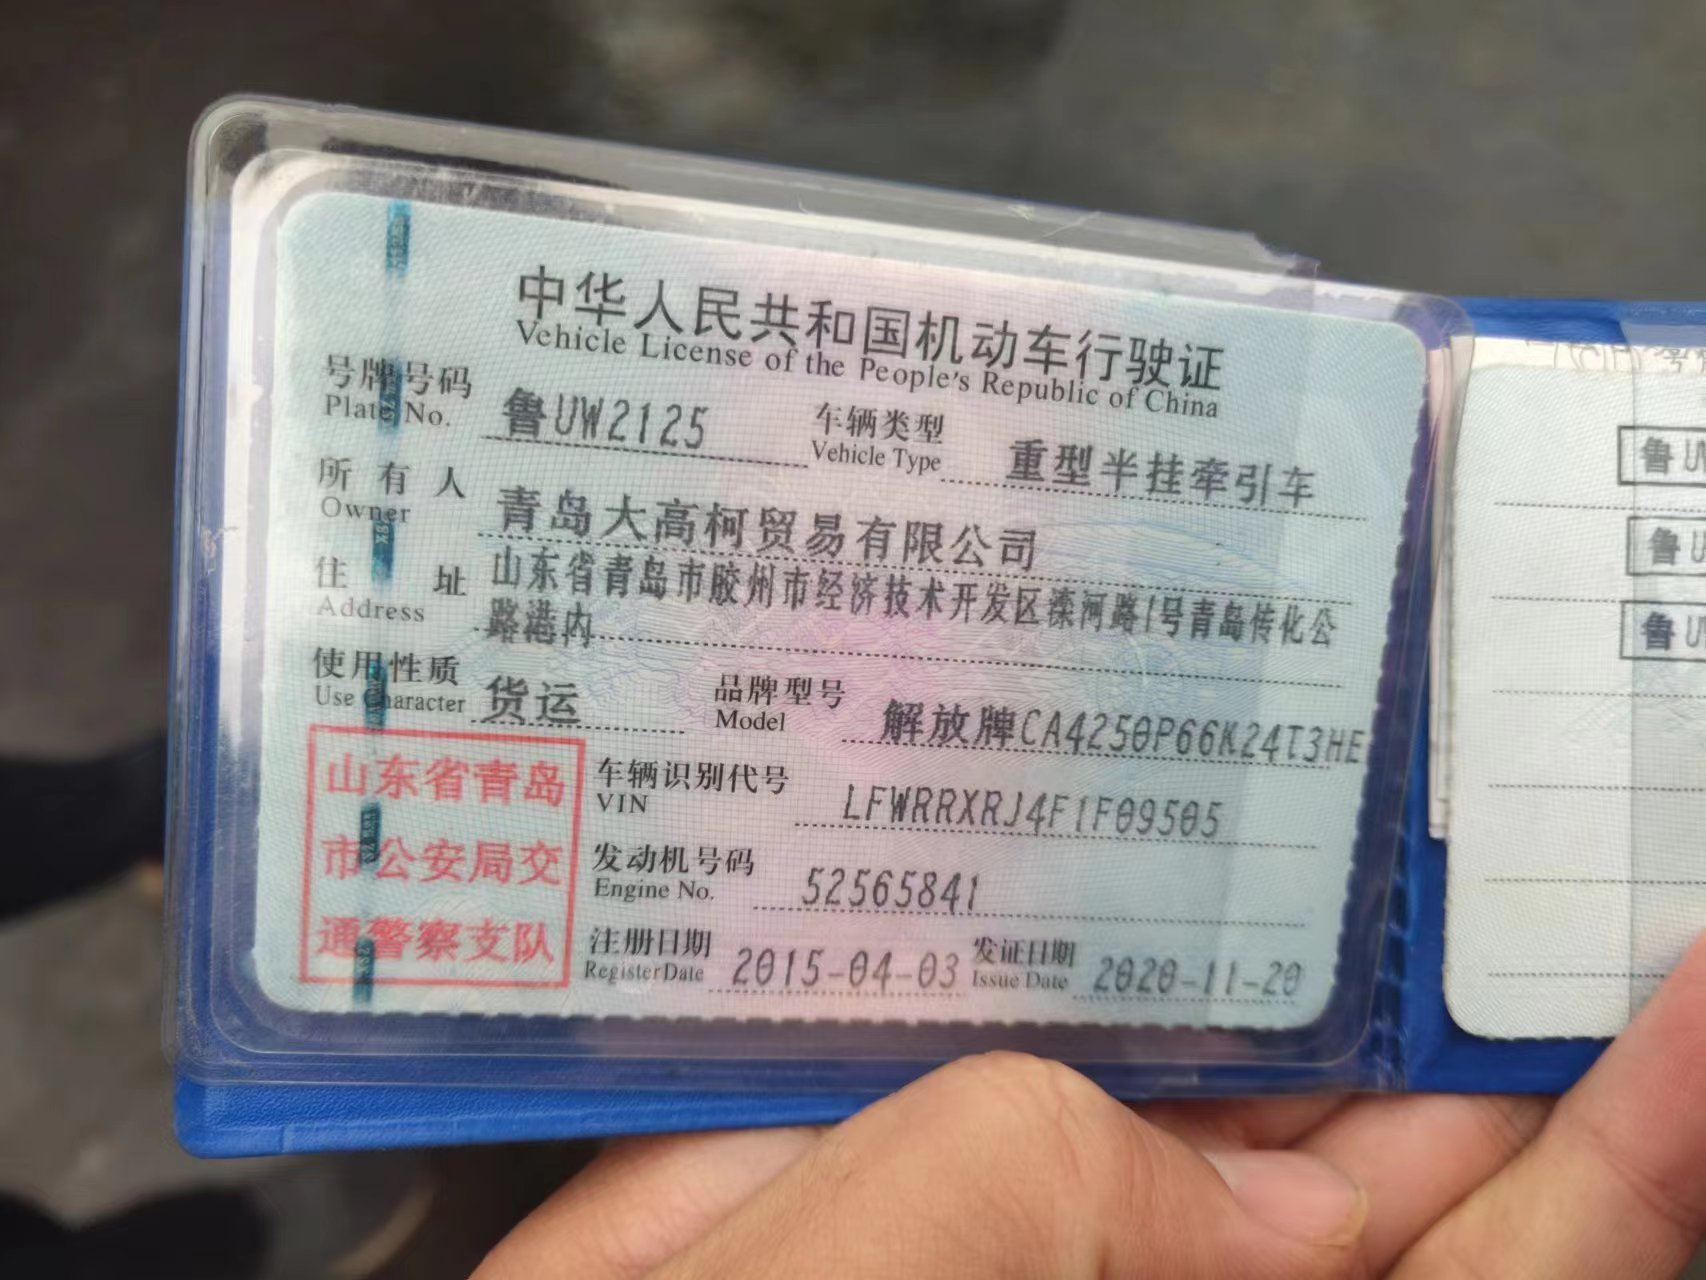 中华人民共和国机动车行驶证
Vehicle License of the People's Republic of China
号牌号码 鲁UW2125 车辆类型 重型半挂牵引车
Plate No. Vehicle Type
所有人 青岛大高柯贸易有限公司
Owner
住址 山东省青岛市胶州市经济技术开发区滦河路1号青岛传化公
Address 路港内
使用性质 货运 品牌型号 解放牌CA4250P66K24T3HE
Use Character Model
山东省青岛
市公安局交
通警察支队
车辆识别代号 LFWRRXRJ4F1F09505
VIN
发动机号码 52565841
Engine No.
注册日期 2015-04-03 发证日期 2020-11-20
Register Date Issue Date
鲁U
鲁U
鲁U